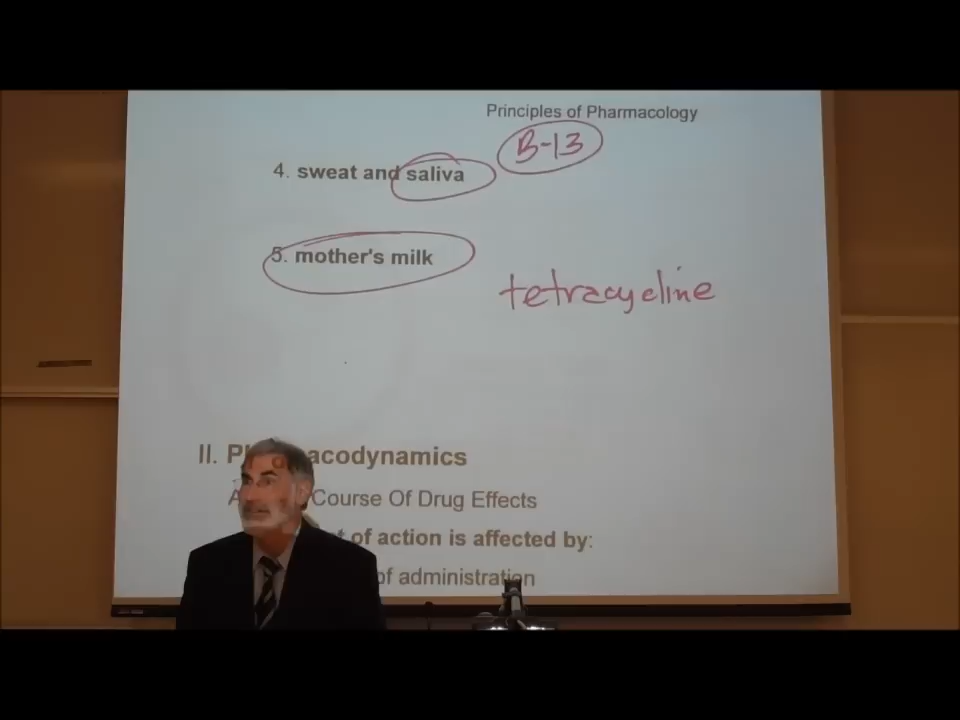 Principles of Pharmacology
B-13
4. sweat and saliva
5. mother's milk
tetracycline
II. P acodynamics
A Course Of Drug Effects
of action is affected by:
of administration